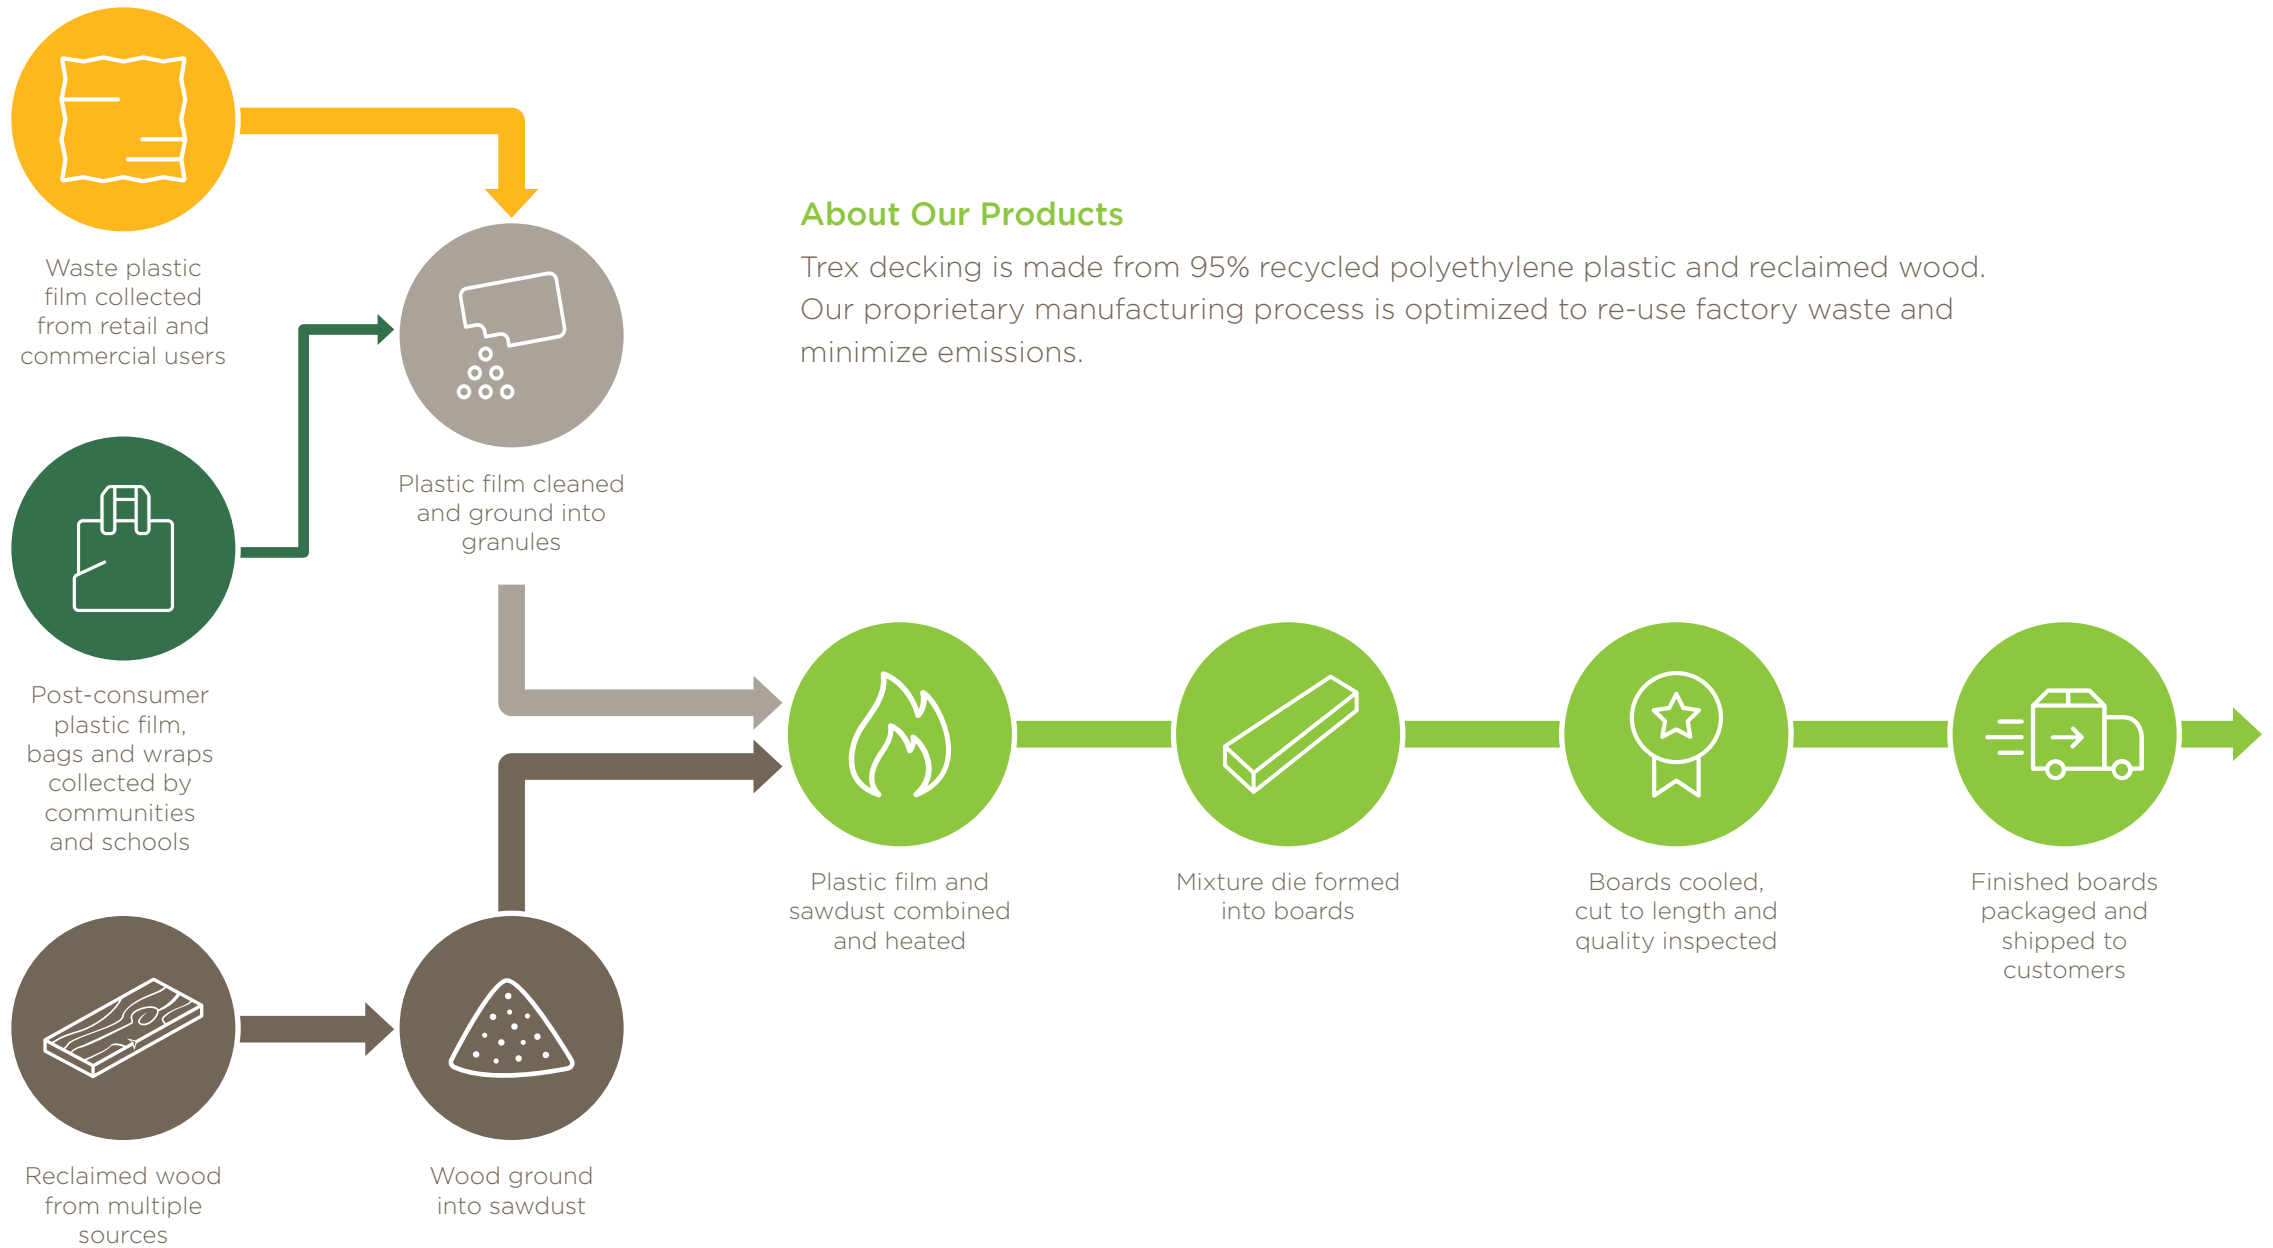 Waste plastic
film collected
from retail and
commercial users
About Our Products
Trex decking is made from 95% recycled polyethylene plastic and reclaimed wood.
Our proprietary manufacturing process is optimized to re-use factory waste and
minimize emissions.
Plastic film cleaned
and ground into
granules
Post-consumer
plastic film,
bags and wraps
collected by
communities
and schools
Plastic film and
sawdust combined
and heated
Mixture die formed
into boards
Boards cooled,
cut to length and
quality inspected
Finished boards
packaged and
shipped to
customers
Reclaimed wood
from multiple
sources
Wood ground
into sawdust